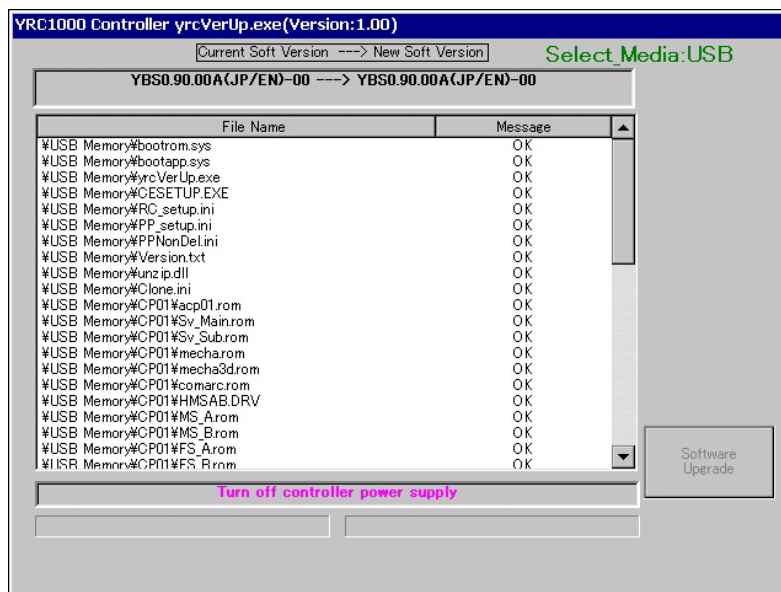 YRC1000 Controller yrcVerUp.exe(Version:1.00)
Current Soft Version ---> New Soft Version
Select_Media:USB
YBS0.90.00A(JP/EN)-00 ---> YBS0.90.00A(JP/EN)-00
File Name Message
¥USB Memory¥bootrom.sys OK
¥USB Memory¥bootapp.sys OK
¥USB Memory¥yrcVerUp.exe OK
¥USB Memory¥CESETUP.EXE OK
¥USB Memory¥RC_setup.ini OK
¥USB Memory¥PP_setup.ini OK
¥USB Memory¥PPNonDel.ini OK
¥USB Memory¥Version.txt OK
¥USB Memory¥unzip.dll OK
¥USB Memory¥Clone.ini OK
¥USB Memory¥CP01¥acp01.rom OK
¥USB Memory¥CP01¥Sv_Main.rom OK
¥USB Memory¥CP01¥Sv_Sub.rom OK
¥USB Memory¥CP01¥mecha.rom OK
¥USB Memory¥CP01¥mecha3d.rom OK
¥USB Memory¥CP01¥comarc.rom OK
¥USB Memory¥CP01¥HMSAB.DRV OK
¥USB Memory¥CP01¥MS_A.rom OK
¥USB Memory¥CP01¥MS_B.rom OK
¥USB Memory¥CP01¥FS_A.rom OK
¥USB Memory¥CP01¥FS_B.rom OK
Software
Upgrade
Turn off controller power supply